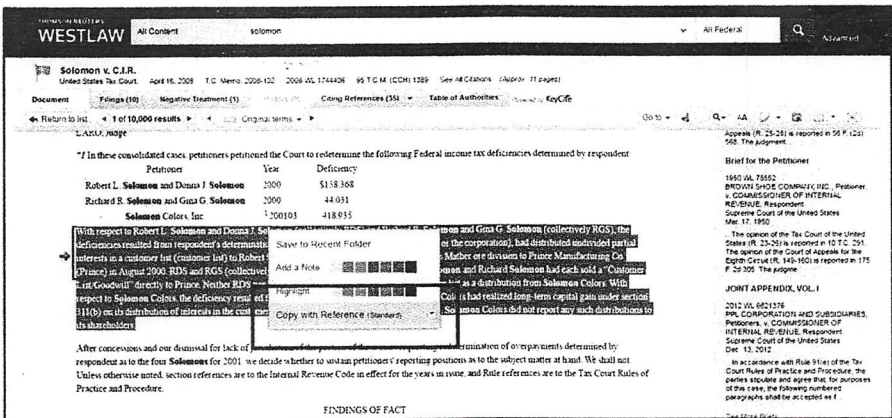 THOMSON REUTERS
WESTLAW All Content solomon All Federal Advanced
Solomon v. C.I.R.
United States Tax Court. April 16, 2008 T.C. Memo. 2008-102 2008 WL 1744406 95 T.C.M. (CCH) 1389 See All Citations (Approx. 11 pages)
Document Filings (10) Negative Treatment (1) Citing References (35) Table of Authorities Powered by KeyCite
Return to list 1 of 10,000 results Original terms Go to AA
LARO, Judge
*1 In these consolidated cases, petitioners petitioned the Court to redetermine the following Federal income tax deficiencies determined by respondent
Petitioner Year Deficiency
Robert L. Solomon and Donna J. Solomon 2000 $158,368
Richard R. Solomon and Gina G. Solomon 2000 44,031
Solomon Colors, Inc 1 200103 418,935
With respect to Robert L. Solomon and Donna J. and Gina G. Solomon (collectively RGS), the
deficiencies resulted from respondent's or the corporation), had distributed undivided partial
interests in a customer list (customer list) to Robert Mather ore division to Prince Manufacturing Co.
(Prince) in August 2000. RDS and RGS and Richard Solomon had each sold a "Customer
List/Goodwill" directly to Prince. Neither RDS as a distribution from Solomon Colors. With
respect to Solomon Colors, the deficiency had realized long-term capital gain under section
311(b) on its distribution of interests in the Solomon Colors did not report any such distributions to
its shareholders.
Save to Recent Folder
Add a Note
Highlight
Copy with Reference (Standard)
After concessions and our dismissal for lack of determination of overpayments determined by
respondent as to the four Solomons for 2001, we decide whether to sustain petitioners' reporting positions as to the subject matter at hand. We shall not.
Unless otherwise noted, section references are to the Internal Revenue Code in effect for the years in issue, and Rule references are to the Tax Court Rules of
Practice and Procedure.
FINDINGS OF FACT
Appeals (R. 25-28) is reported in 56 F. (2d)
568. The judgment
Brief for the Petitioner
1950 WL 78552
BROWN SHOE COMPANY, INC., Petitioner
v. COMMISSIONER OF INTERNAL
REVENUE, Respondent.
Supreme Court of the United States
Mar. 17, 1950
The opinion of the Tax Court of the United
States (R. 23-26) is reported in 10 T.C. 291.
The opinion of the Court of Appeals for the
Eighth Circuit (R. 149-160) is reported in 175
F. 2d 305. The judgme
JOINT APPENDIX, VOL. I
2012 WL 6621376
PPL CORPORATION AND SUBSIDIARIES,
Petitioners, v. COMMISSIONER OF
INTERNAL REVENUE, Respondent.
Supreme Court of the United States
Dec. 13, 2012
In accordance with Rule 91(e) of the Tax
Court Rules of Practice and Procedure, the
parties stipulate and agree that, for purposes
of this case, the following numbered
paragraphs shall be accepted as f
See More Briefs